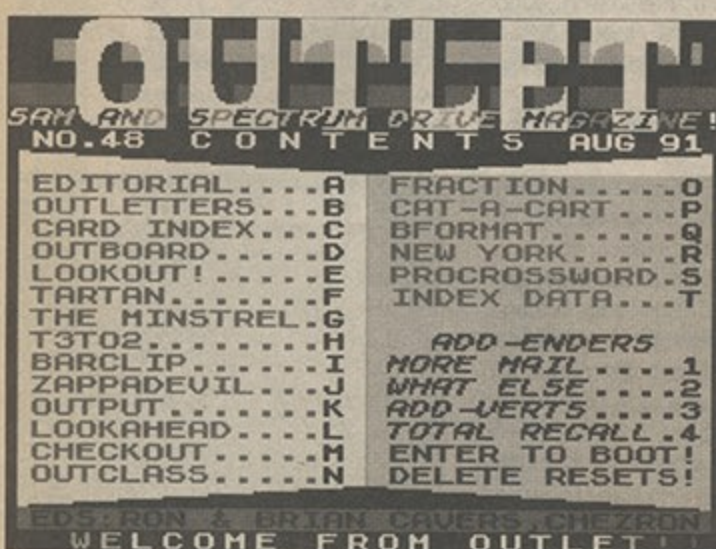 OUTLET
SAM AND SPECTRUM DRIVE MAGAZINE!
NO.48 CONTENTS AUG 91
EDITORIAL....A
OUTLETTERS...B
CARD INDEX...C
OUTBOARD.....D
LOOKOUT!.....E
TARTAN.......F
THE MINSTREL.G
T3TO2........H
BARCLIP......I
ZAPPADEVIL...J
OUTPUT.......K
LOOKAHEAD....L
CHECKOUT.....M
OUTCLASS.....N
FRACTION.....O
CAT-A-CART...P
BFORMAT......Q
NEW YORK.....R
PROCROSSWORD.S
INDEX DATA...T
ADD-ENDERS
MORE MAIL....1
WHAT ELSE....2
ADD-VERTS....3
TOTAL RECALL.4
ENTER TO BOOT!
DELETE RESETS!
EDS:RON & BRIAN CAVERS,CHEZRON
WELCOME FROM OUTLET!